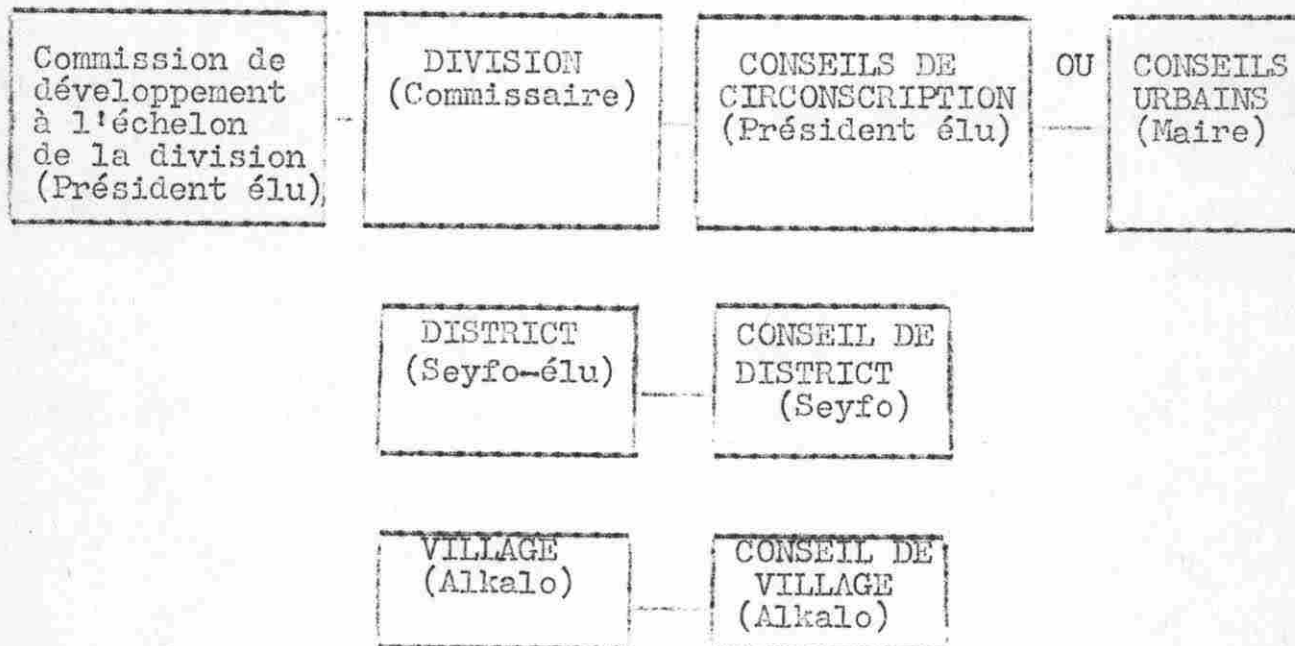 Commission de
développement
à l'échelon
de la division
(Président élu)
DIVISION
(Commissaire)
CONSEILS DE
CIRCONSCRIPTION
(Président élu)
OU
CONSEILS
URBAINS
(Maire)
DISTRICT
(Seyfo-élu)
CONSEIL DE
DISTRICT
(Seyfo)
VILLAGE
(Alkalo)
CONSEIL DE
VILLAGE
(Alkalo)